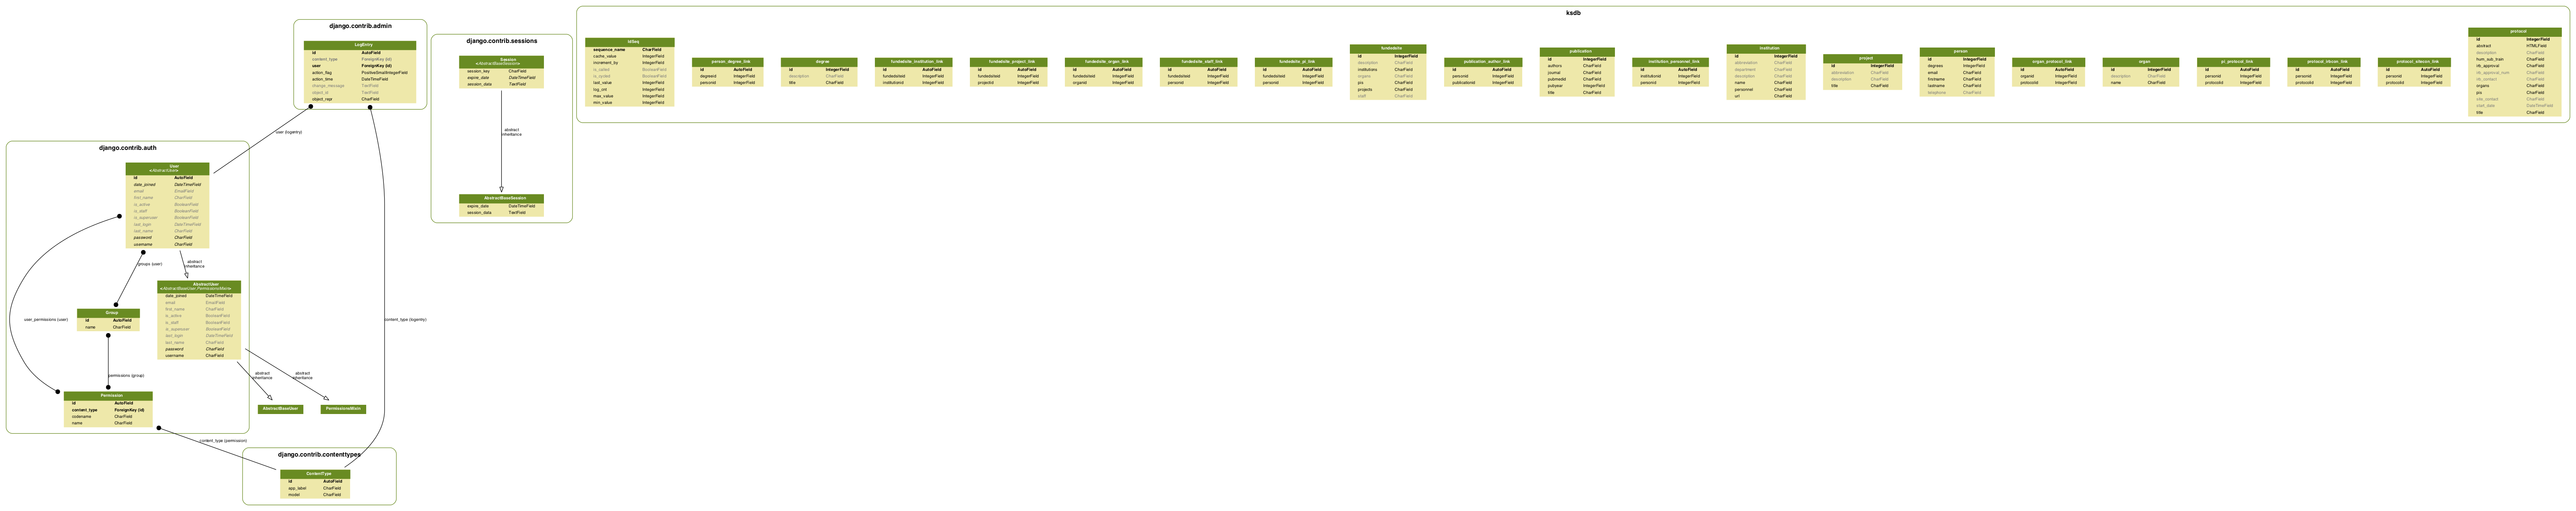 django.contrib.admin
LogEntry
id AutoField
content_type ForeignKey (id)
user ForeignKey (id)
action_flag PositiveSmallIntegerField
action_time DateTimeField
change_message TextField
object_id TextField
object_repr CharField
django.contrib.sessions
Session
<AbstractBaseSession>
session_key CharField
expire_date DateTimeField
session_data TextField
abstract
inheritance
AbstractBaseSession
expire_date DateTimeField
session_data TextField
ksdb
sequence_name CharField
cache_value IntegerField
increment_by IntegerField
is_called BooleanField
is_cycled BooleanField
last_value IntegerField
log_cnt IntegerField
max_value IntegerField
min_value IntegerField
person_degree_link
id AutoField
degreeid IntegerField
personid IntegerField
degree
id IntegerField
description CharField
title CharField
fundedsite_institution_link
id AutoField
fundedsiteid IntegerField
institutionid IntegerField
fundedsite_project_link
id AutoField
fundedsiteid IntegerField
projectid IntegerField
fundedsite_organ_link
id AutoField
fundedsiteid IntegerField
organid IntegerField
fundedsite_staff_link
id AutoField
fundedsiteid IntegerField
personid IntegerField
fundedsite_pi_link
id AutoField
fundedsiteid IntegerField
personid IntegerField
fundedsite
id IntegerField
description CharField
institutions CharField
organs CharField
pis CharField
projects CharField
staff CharField
publication_author_link
id AutoField
personid IntegerField
publicationid IntegerField
publication
id IntegerField
authors CharField
journal CharField
pubmedid CharField
pubyear IntegerField
title CharField
institution_personnel_link
id AutoField
institutionid IntegerField
personid IntegerField
institution
id IntegerField
abbreviation CharField
department CharField
description CharField
name CharField
personnel CharField
url CharField
project
id IntegerField
abbreviation CharField
description CharField
title CharField
person
id IntegerField
degrees IntegerField
email CharField
firstname CharField
lastname CharField
telephone CharField
organ_protocol_link
id AutoField
organid IntegerField
protocolid IntegerField
organ
id IntegerField
description CharField
name CharField
pi_protocol_link
id AutoField
personid IntegerField
protocolid IntegerField
id AutoField
personid IntegerField
protocolid IntegerField
id AutoField
personid IntegerField
protocolid IntegerField
protocol
id IntegerField
abstract HTMLField
description CharField
hum_sub_train CharField
irb_approval CharField
irb_approval_num CharField
irb_contact CharField
organs CharField
pis CharField
site_contact CharField
start_date DateTimeField
title CharField
user (logentry)
django.contrib.auth
User
<AbstractUser>
id AutoField
date_joined DateTimeField
email EmailField
first_name CharField
is_active BooleanField
is_staff BooleanField
is_superuser BooleanField
last_login DateTimeField
last_name CharField
password CharField
username CharField
groups (user)
abstract
inheritance
AbstractUser
<AbstractBaseUser,PermissionsMixin>
date_joined DateTimeField
email EmailField
first_name CharField
is_active BooleanField
is_staff BooleanField
is_superuser BooleanField
last_login DateTimeField
last_name CharField
password CharField
username CharField
Group
id AutoField
name CharField
user_permissions (user)
content_type (logentry)
permissions (group)
abstract
inheritance
abstract
inheritance
Permission
id AutoField
content_type ForeignKey (id)
codename CharField
name CharField
AbstractBaseUser
PermissionsMixin
content_type (permission)
django.contrib.contenttypes
ContentType
id AutoField
app_label CharField
model CharField